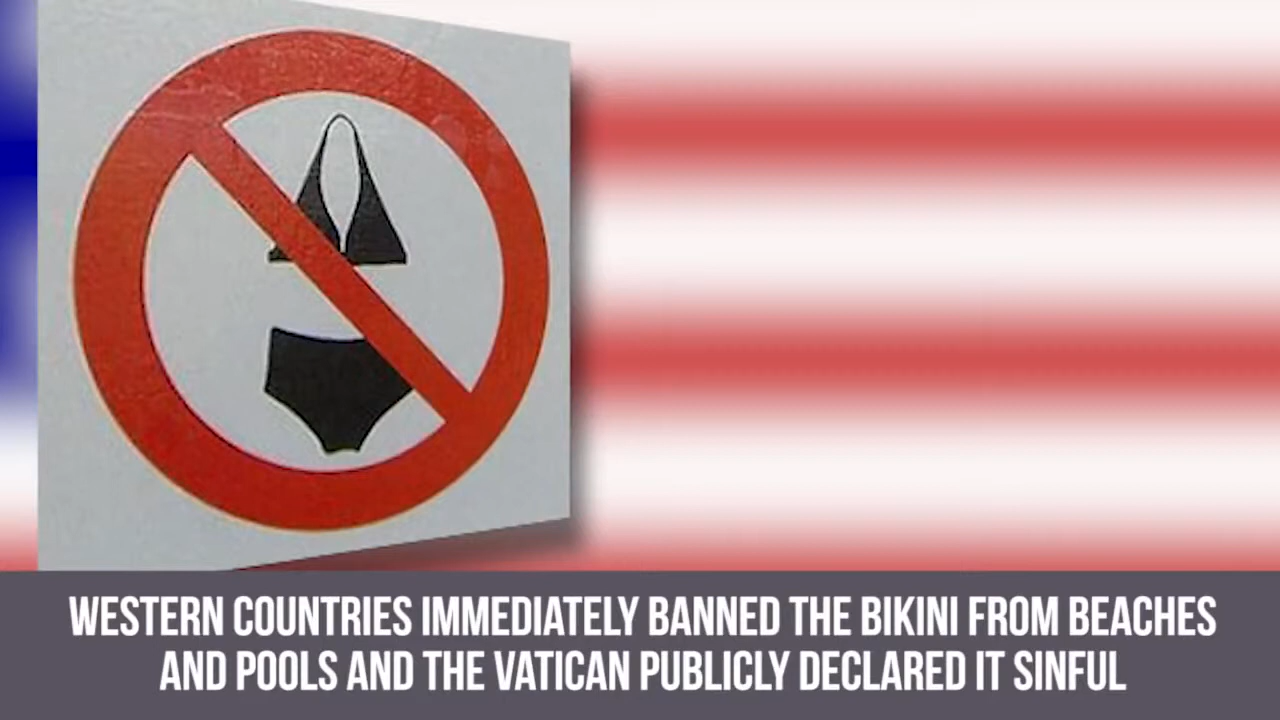 WESTERN COUNTRIES IMMEDIATELY BANNED THE BIKINI FROM BEACHES
AND POOLS AND THE VATICAN PUBLICLY DECLARED IT SINFUL